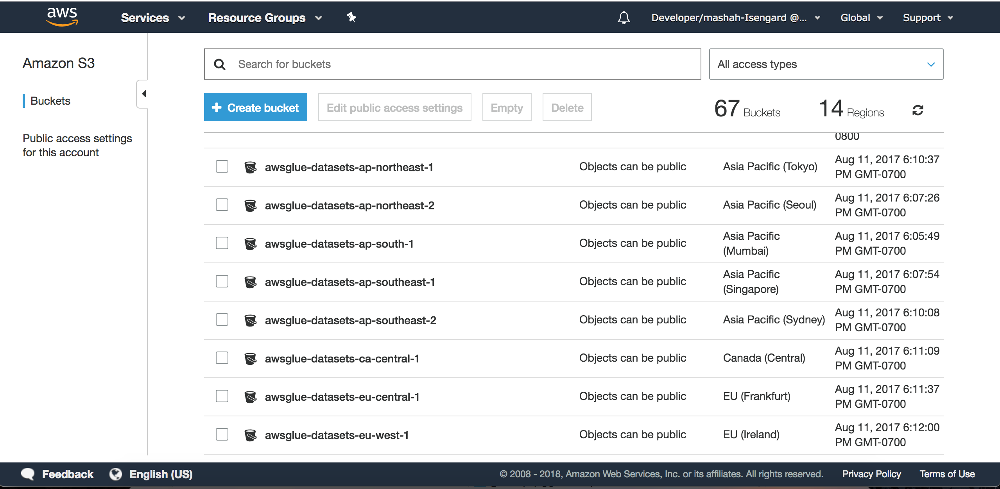 aws Services Resource Groups Developer/mashah-Isengard @... Global Support
Amazon S3
Buckets
Public access settings
for this account
Search for buckets
All access types
Create bucket Edit public access settings Empty Delete 67 Buckets 14 Regions
0800
awsglue-datasets-ap-northeast-1 Objects can be public Asia Pacific (Tokyo) Aug 11, 2017 6:10:37
PM GMT-0700
awsglue-datasets-ap-northeast-2 Objects can be public Asia Pacific (Seoul) Aug 11, 2017 6:07:26
PM GMT-0700
awsglue-datasets-ap-south-1 Objects can be public Asia Pacific Aug 11, 2017 6:05:49
(Mumbai) PM GMT-0700
awsglue-datasets-ap-southeast-1 Objects can be public Asia Pacific Aug 11, 2017 6:07:54
(Singapore) PM GMT-0700
awsglue-datasets-ap-southeast-2 Objects can be public Asia Pacific (Sydney) Aug 11, 2017 6:10:08
PM GMT-0700
awsglue-datasets-ca-central-1 Objects can be public Canada (Central) Aug 11, 2017 6:11:09
PM GMT-0700
awsglue-datasets-eu-central-1 Objects can be public EU (Frankfurt) Aug 11, 2017 6:11:37
PM GMT-0700
awsglue-datasets-eu-west-1 Objects can be public EU (Ireland) Aug 11, 2017 6:12:00
PM GMT-0700
Feedback English (US) © 2008 - 2018, Amazon Web Services, Inc. or its affiliates. All rights reserved. Privacy Policy Terms of Use